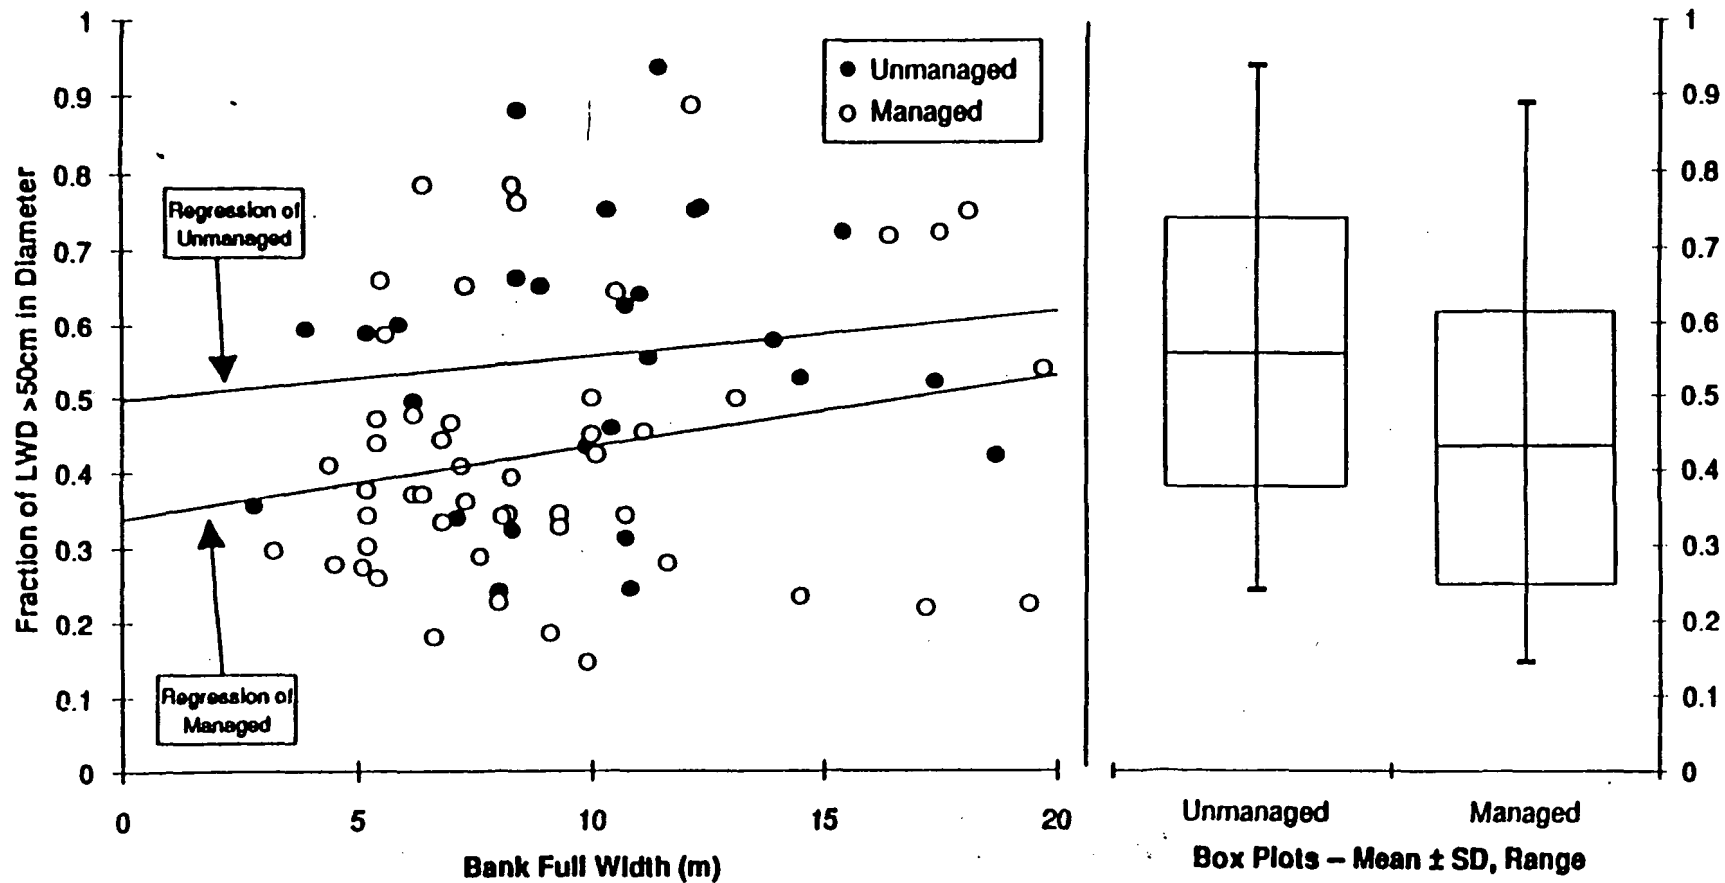 1
0.9
0.8
0.7
0.6
0.5
0.4
0.3
0.2
0.1
0
Fraction of LWD >50cm in Diameter
Regression of
Unmanaged
Regression of
Managed
Unmanaged
Managed
0
5
10
15
20
Bank Full Width (m)
1
0.9
0.8
0.7
0.6
0.5
0.4
0.3
0.2
0.1
0
Unmanaged
Managed
Box Plots – Mean ± SD, Range